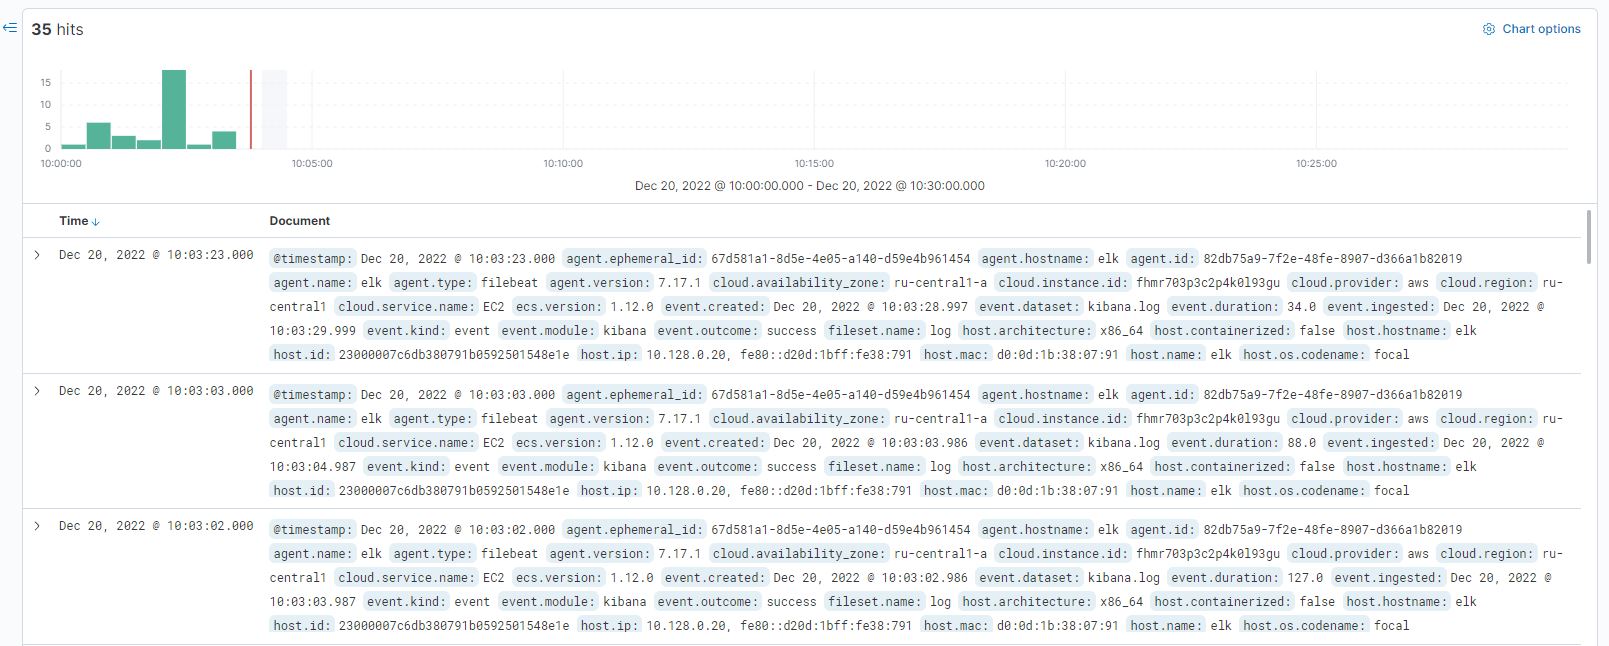 35 hits
Chart options
15
10
5
0
10:00:00 10:05:00 10:10:00 10:15:00 10:20:00 10:25:00
Dec 20, 2022 @ 10:00:00.000 - Dec 20, 2022 @ 10:30:00.000
Time Document
Dec 20, 2022 @ 10:03:23.000
@timestamp: Dec 20, 2022 @ 10:03:23.000 agent.ephemeral_id: 67d581a1-8d5e-4e05-a140-d59e4b961454 agent.hostname: elk agent.id: 82db75a9-7f2e-48fe-8907-d366a1b82019
agent.name: elk agent.type: filebeat agent.version: 7.17.1 cloud.availability_zone: ru-central1-a cloud.instance.id: fhmr703p3c2p4k0l93gu cloud.provider: aws cloud.region: ru-
central1 cloud.service.name: EC2 ecs.version: 1.12.0 event.created: Dec 20, 2022 @ 10:03:28.997 event.dataset: kibana.log event.duration: 34.0 event.ingested: Dec 20, 2022 @
10:03:29.999 event.kind: event event.module: kibana event.outcome: success fileset.name: log host.architecture: x86_64 host.containerized: false host.hostname: elk
host.id: 23000007c6db380791b0592501548e1e host.ip: 10.128.0.20, fe80::d20d:1bff:fe38:791 host.mac: d0:0d:1b:38:07:91 host.name: elk host.os.codename: focal
Dec 20, 2022 @ 10:03:03.000
@timestamp: Dec 20, 2022 @ 10:03:03.000 agent.ephemeral_id: 67d581a1-8d5e-4e05-a140-d59e4b961454 agent.hostname: elk agent.id: 82db75a9-7f2e-48fe-8907-d366a1b82019
agent.name: elk agent.type: filebeat agent.version: 7.17.1 cloud.availability_zone: ru-central1-a cloud.instance.id: fhmr703p3c2p4k0l93gu cloud.provider: aws cloud.region: ru-
central1 cloud.service.name: EC2 ecs.version: 1.12.0 event.created: Dec 20, 2022 @ 10:03:03.986 event.dataset: kibana.log event.duration: 88.0 event.ingested: Dec 20, 2022 @
10:03:04.987 event.kind: event event.module: kibana event.outcome: success fileset.name: log host.architecture: x86_64 host.containerized: false host.hostname: elk
host.id: 23000007c6db380791b0592501548e1e host.ip: 10.128.0.20, fe80::d20d:1bff:fe38:791 host.mac: d0:0d:1b:38:07:91 host.name: elk host.os.codename: focal
Dec 20, 2022 @ 10:03:02.000
@timestamp: Dec 20, 2022 @ 10:03:02.000 agent.ephemeral_id: 67d581a1-8d5e-4e05-a140-d59e4b961454 agent.hostname: elk agent.id: 82db75a9-7f2e-48fe-8907-d366a1b82019
agent.name: elk agent.type: filebeat agent.version: 7.17.1 cloud.availability_zone: ru-central1-a cloud.instance.id: fhmr703p3c2p4k0l93gu cloud.provider: aws cloud.region: ru-
central1 cloud.service.name: EC2 ecs.version: 1.12.0 event.created: Dec 20, 2022 @ 10:03:02.986 event.dataset: kibana.log event.duration: 127.0 event.ingested: Dec 20, 2022 @
10:03:03.987 event.kind: event event.module: kibana event.outcome: success fileset.name: log host.architecture: x86_64 host.containerized: false host.hostname: elk
host.id: 23000007c6db380791b0592501548e1e host.ip: 10.128.0.20, fe80::d20d:1bff:fe38:791 host.mac: d0:0d:1b:38:07:91 host.name: elk host.os.codename: focal